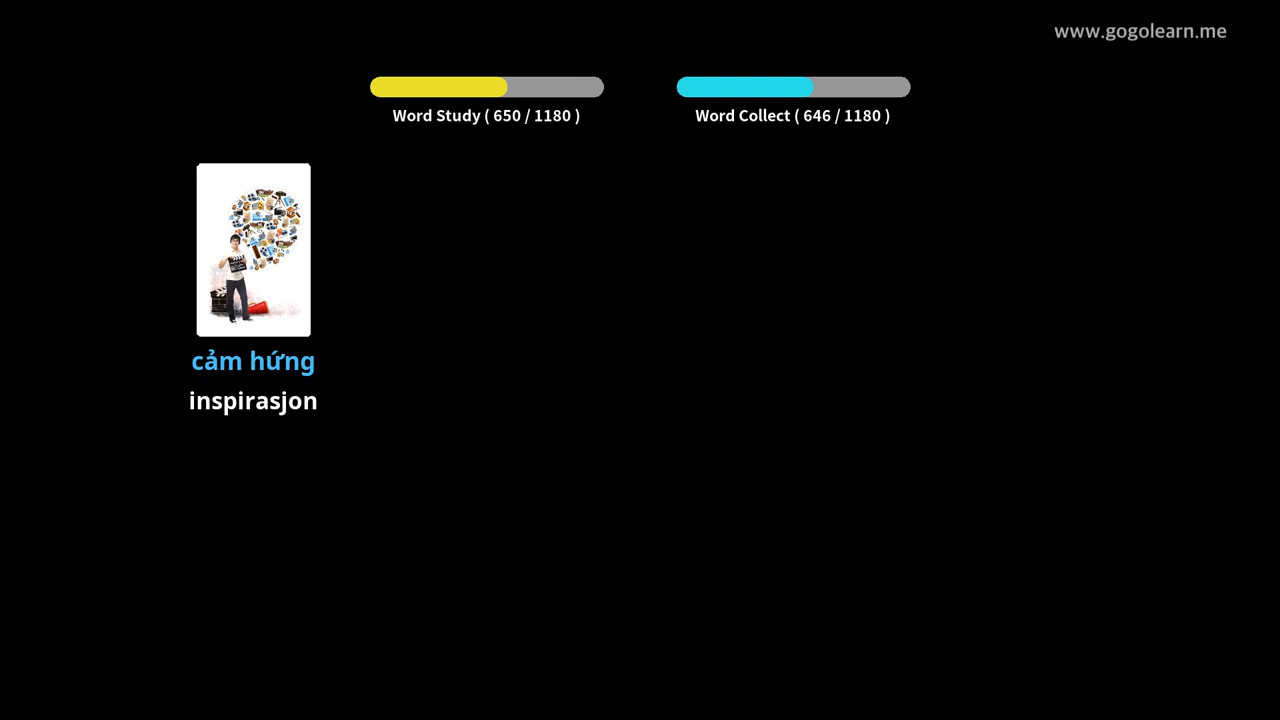 www.gogolearn.me
Word Study ( 650 / 1180 )
Word Collect ( 646 / 1180 )
cảm hứng
inspirasjon